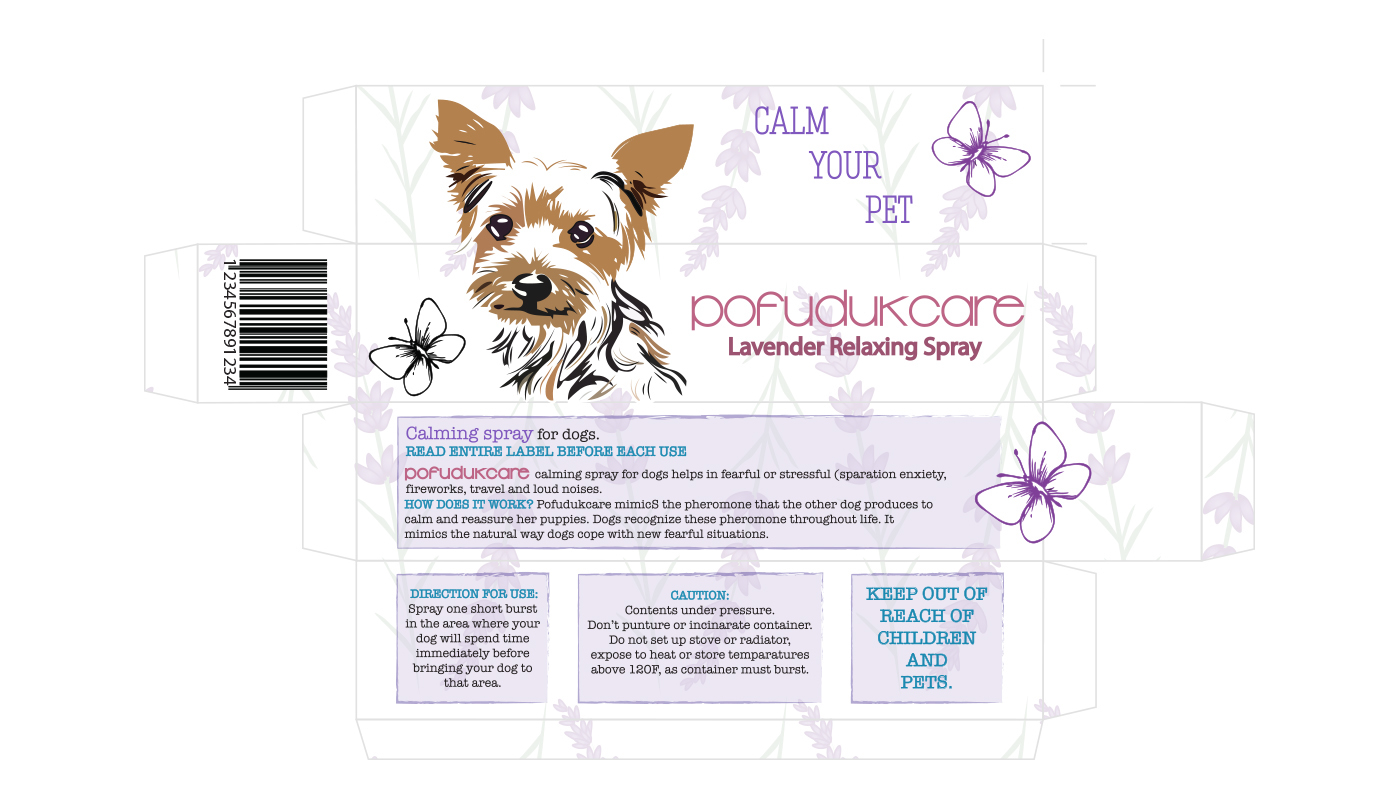 CALM
YOUR
PET
1 234567891234
pofudukcare
Lavender Relaxing Spray
Calming spray for dogs.
READ ENTIRE LABEL BEFORE EACH USE
pofudukcare calming spray for dogs helps in fearful or stressful (sparation enxiety,
fireworks, travel and loud noises.
HOW DOES IT WORK? Pofudukcare mimicS the pheromone that the other dog produces to
calm and reassure her puppies. Dogs recognize these pheromone throughout life. It
mimics the natural way dogs cope with new fearful situations.
DIRECTION FOR USE:
Spray one short burst
in the area where your
dog will spend time
immediately before
bringing your dog to
that area.
CAUTION:
Contents under pressure.
Don't punture or incinarate container.
Do not set up stove or radiator,
expose to heat or store temparatures
above 120F, as container must burst.
KEEP OUT OF
REACH OF
CHILDREN
AND
PETS.